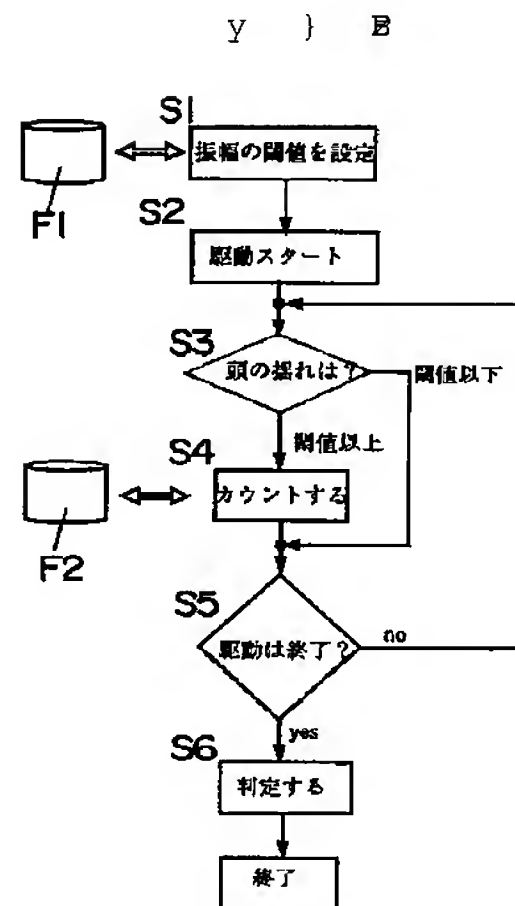 y } B
S1
振幅の閾値を設定
F1
S2
駆動スタート
S3
頭の揺れは?
閾値以下
閾値以上
S4
カウントする
F2
S5
駆動は終了?
no
yes
S6
判定する
終了